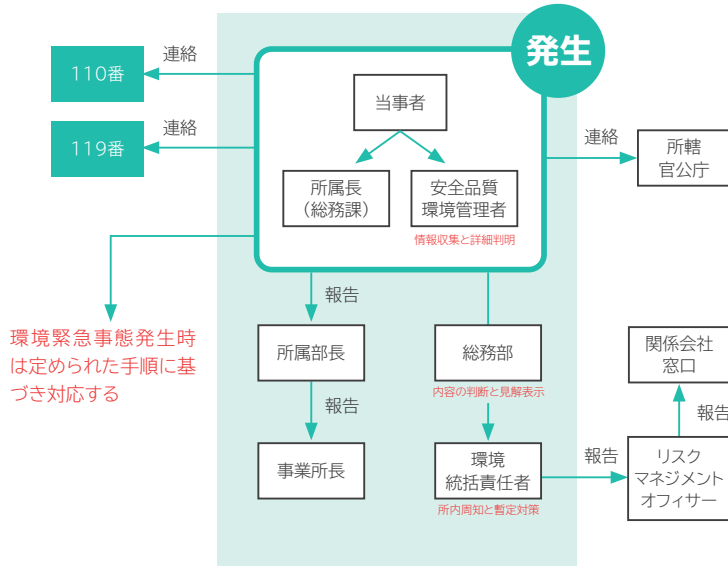 発生
110番
連絡
119番
連絡
当事者
所属長
（総務課）
安全品質
環境管理者
情報収集と詳細判明
連絡
所轄
官公庁
環境緊急事態発生時
は定められた手順に基
づき対応する
報告
所属部長
報告
事業所長
総務部
内容の判断と見解表示
環境
統括責任者
所内周知と暫定対策
報告
関係会社
窓口
報告
リスク
マネジメント
オフィサー